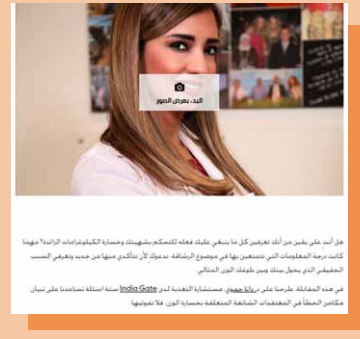 البدء بعرض الصور
هل أنتِ على يقين من أنك تعرفين كل ما ينبغي عليك فعله للتحكم بشهيتك وخسارة الكيلوغرامات الزائدة؟ مهما
كانت درجة المعلومات التي تتمتعين بها في موضوع الرشاقة، ندعوك لأن تتأكدي منها من جديد وتعرفي السبب
الحقيقي الذي يحول بينك وبين بلوغك الوزن المثالي.
في هذه المقابلة، طرحنا على د. دانا حموي، مستشارة التغذية لدى India Gate ستة أسئلة تساعدنا على تبيان
مكامن الخطأ في المعتقدات الشائعة المتعلقة بخسارة الوزن، فلا تفوتيها.